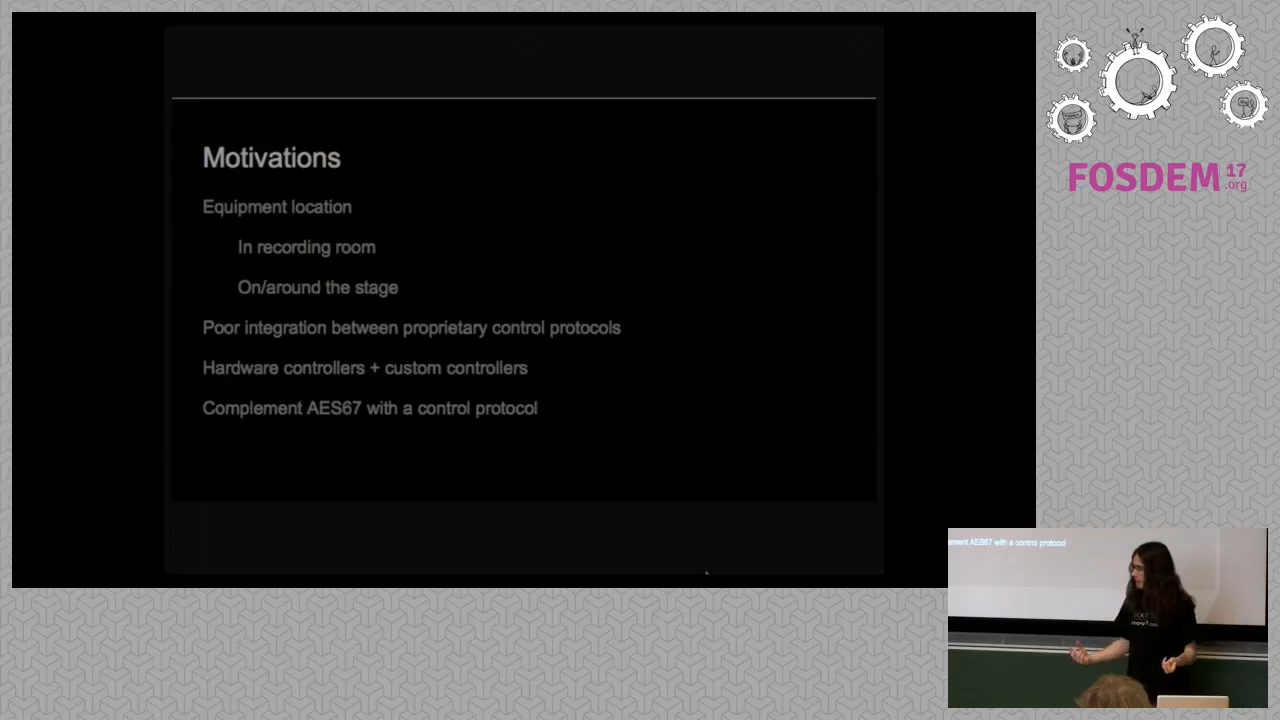 Motivations
Equipment location
In recording room
On/around the stage
Poor integration between proprietary control protocols
Hardware controllers + custom controllers
Complement AES67 with a control protocol
FOSDEM 17
.org
AES67 with a control protocol